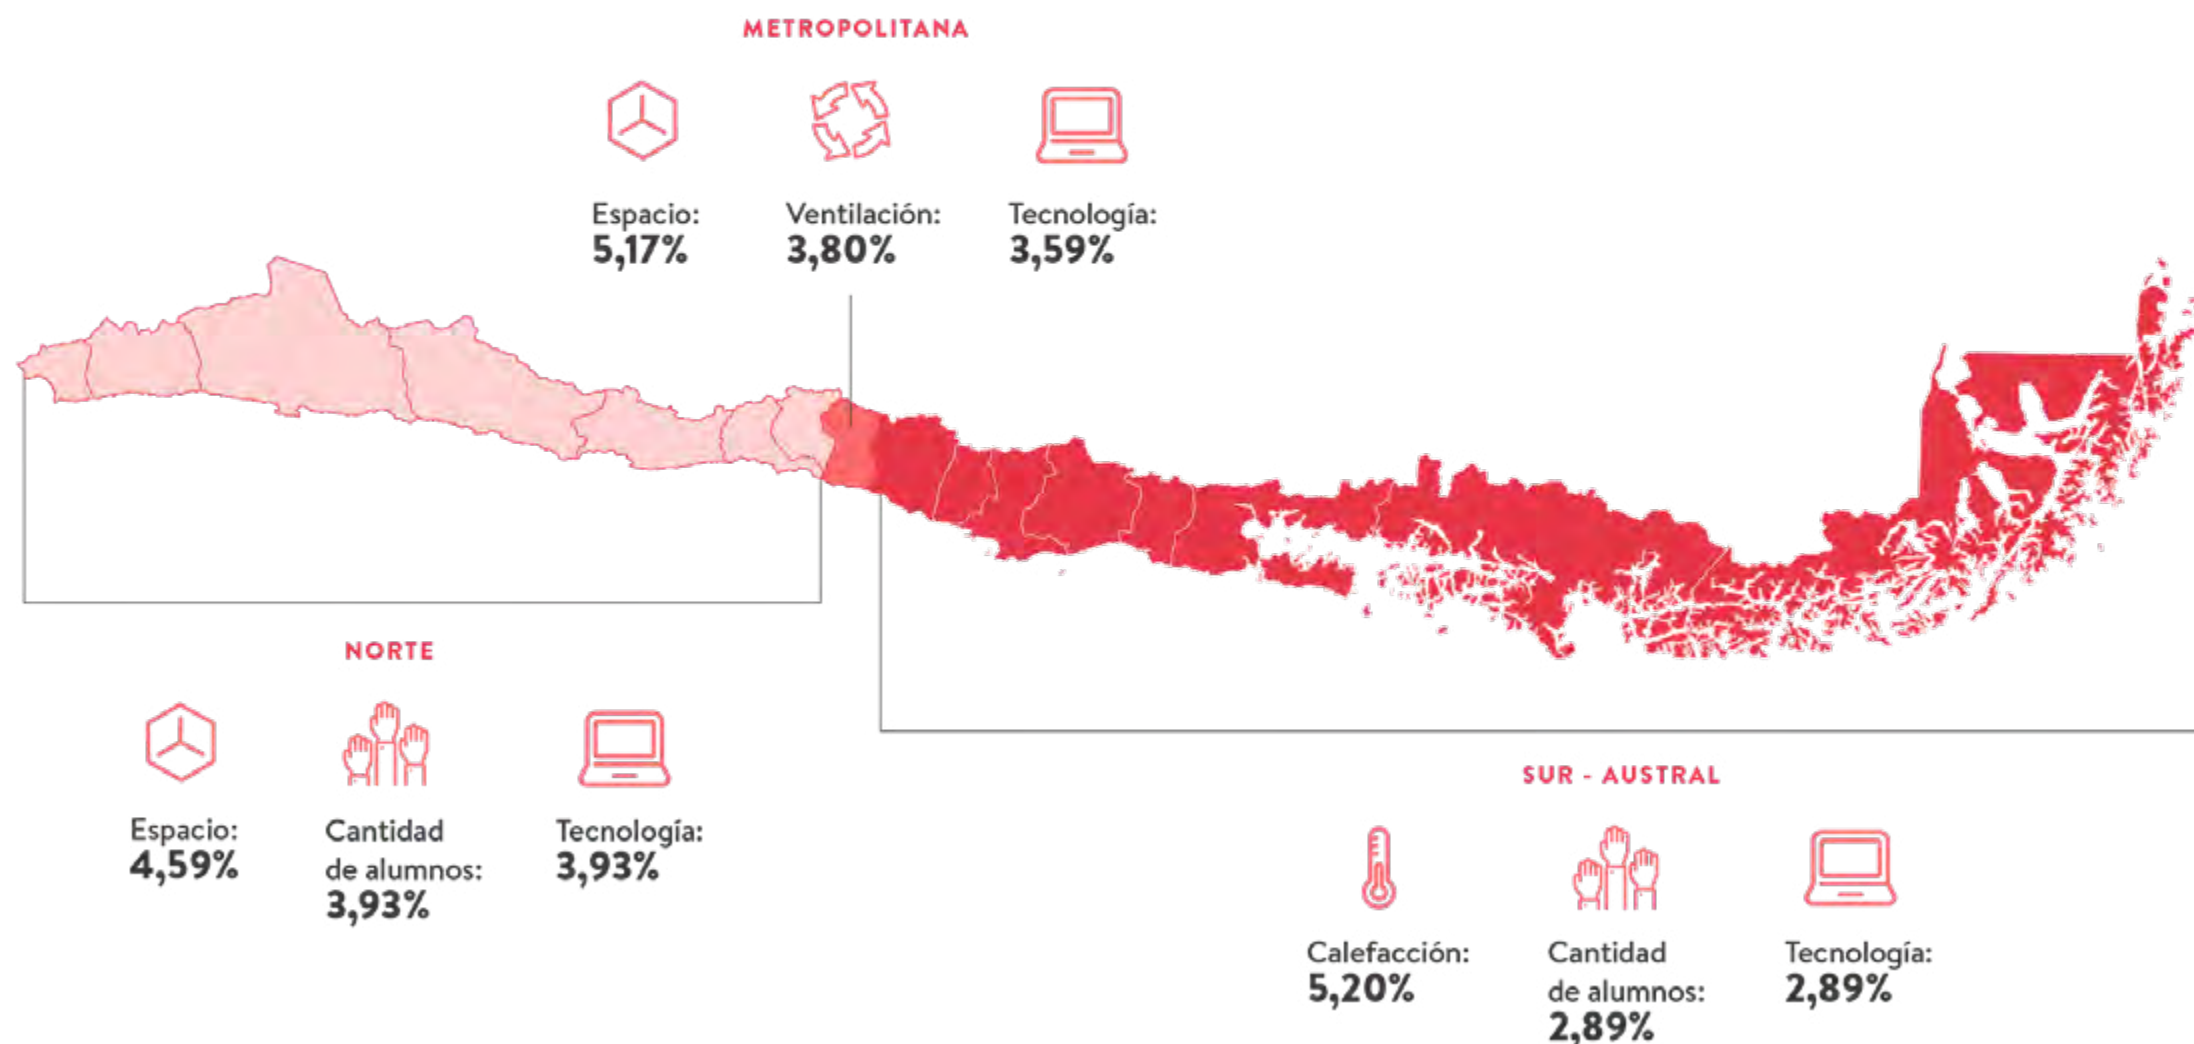 METROPOLITANA
Espacio:
5,17%
Ventilación:
3,80%
Tecnología:
3,59%
NORTE
Espacio:
4,59%
Cantidad
de alumnos:
3,93%
Tecnología:
3,93%
SUR - AUSTRAL
Calefacción:
5,20%
Cantidad
de alumnos:
2,89%
Tecnología:
2,89%